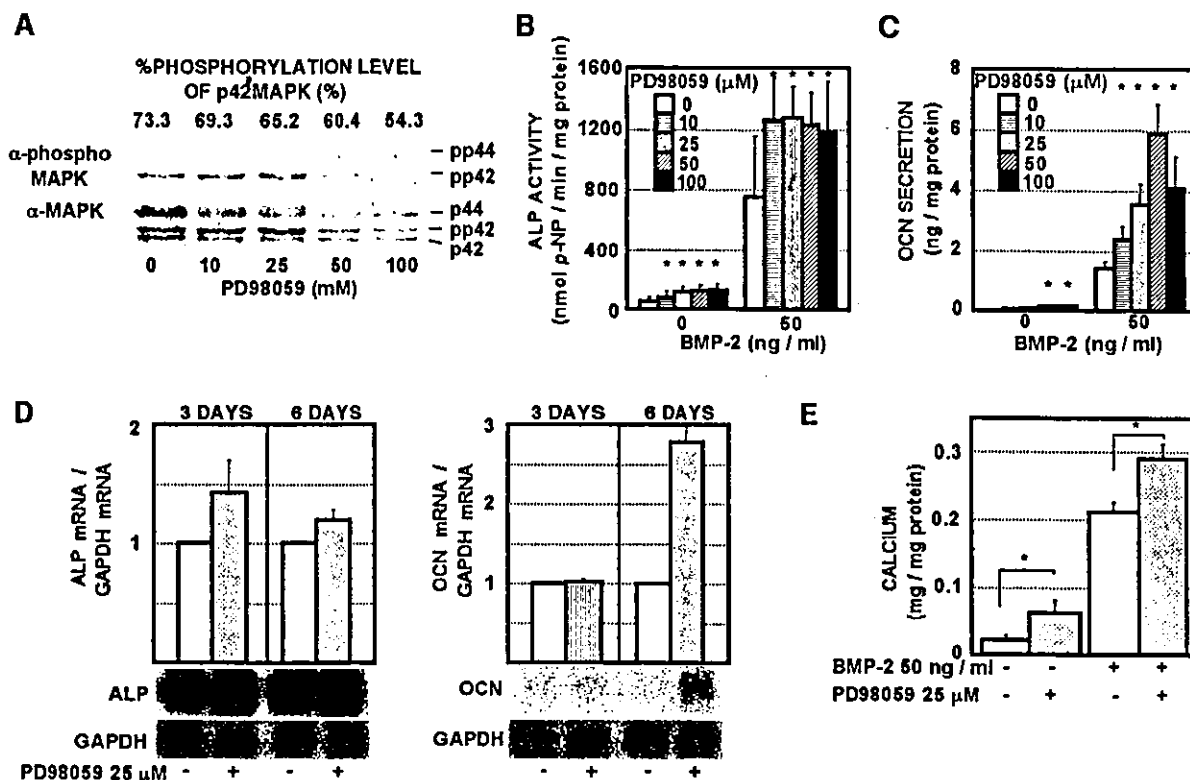 A
%PHOSPHORYLATION LEVEL
OF p42MAPK (%)
73.3 69.3 65.2 60.4 54.3
α-phospho
MAPK
pp44
pp42
α-MAPK
p44
pp42
p42
0 10 25 50 100
PD98059 (mM)
B
ALP ACTIVITY
(nmol p-NP / min / mg protein)
1600
1200
800
400
0
PD98059 (μM)
* * * *
0
10
25
50
100
* * * *
0 50
BMP-2 (ng / ml)
C
OCN SECRETION
(ng / mg protein)
8
6
4
2
0
PD98059 (μM)
* * * *
0
10
25
50
100
* *
0 50
BMP-2 (ng / ml)
D
3 DAYS 6 DAYS
ALP mRNA /
GAPDH mRNA
2
1
ALP
GAPDH
PD98059 25 μM - + - +
3 DAYS 6 DAYS
OCN mRNA /
GAPDH mRNA
3
2
1
OCN
GAPDH
- + - +
E
CALCIUM
(mg / mg protein)
0.3
0.2
0.1
0
*
*
BMP-2 50 ng / ml - - + +
PD98059 25 μM - + - +